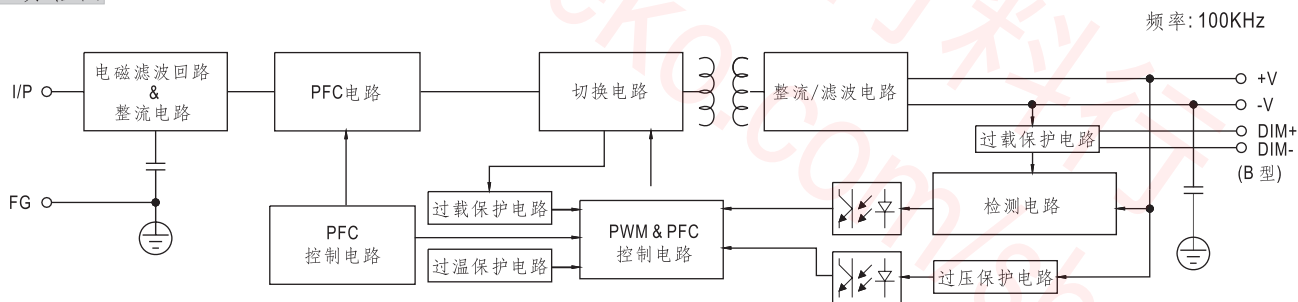 频率: 100KHz
I/P
电磁滤波回路
&
整流电路
PFC电路
切换电路
整流/滤波电路
+V
-V
过载保护电路
DIM+
DIM-
(B 型)
FG
PFC
控制电路
过载保护电路
过温保护电路
PWM & PFC
控制电路
检测电路
过压保护电路